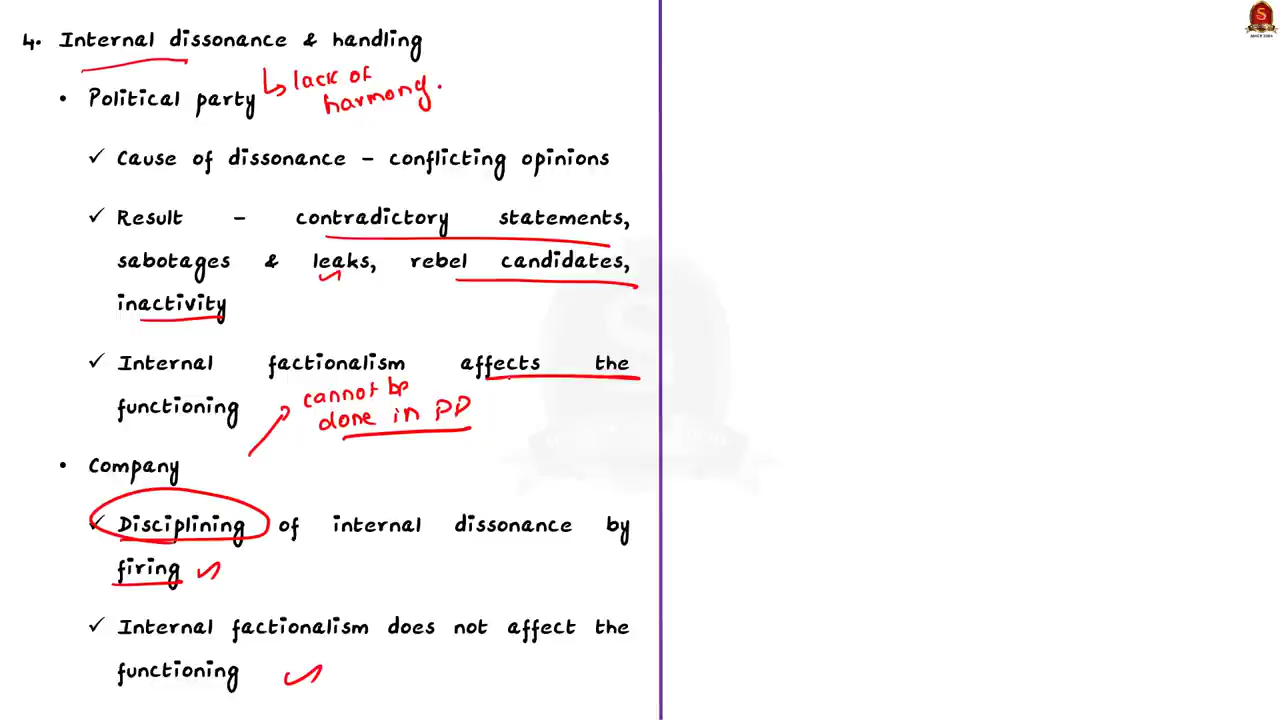 4. Internal dissonance & handling
↳ lack of
harmony.
• Political party
✓ Cause of dissonance – conflicting opinions
✓ Result – contradictory statements,
sabotages & leaks, rebel candidates,
inactivity
✓ Internal factionalism affects the
functioning
cannot be
done in PP
• Company
✓ Disciplining of internal dissonance by
firing
✓ Internal factionalism does not affect the
functioning
S